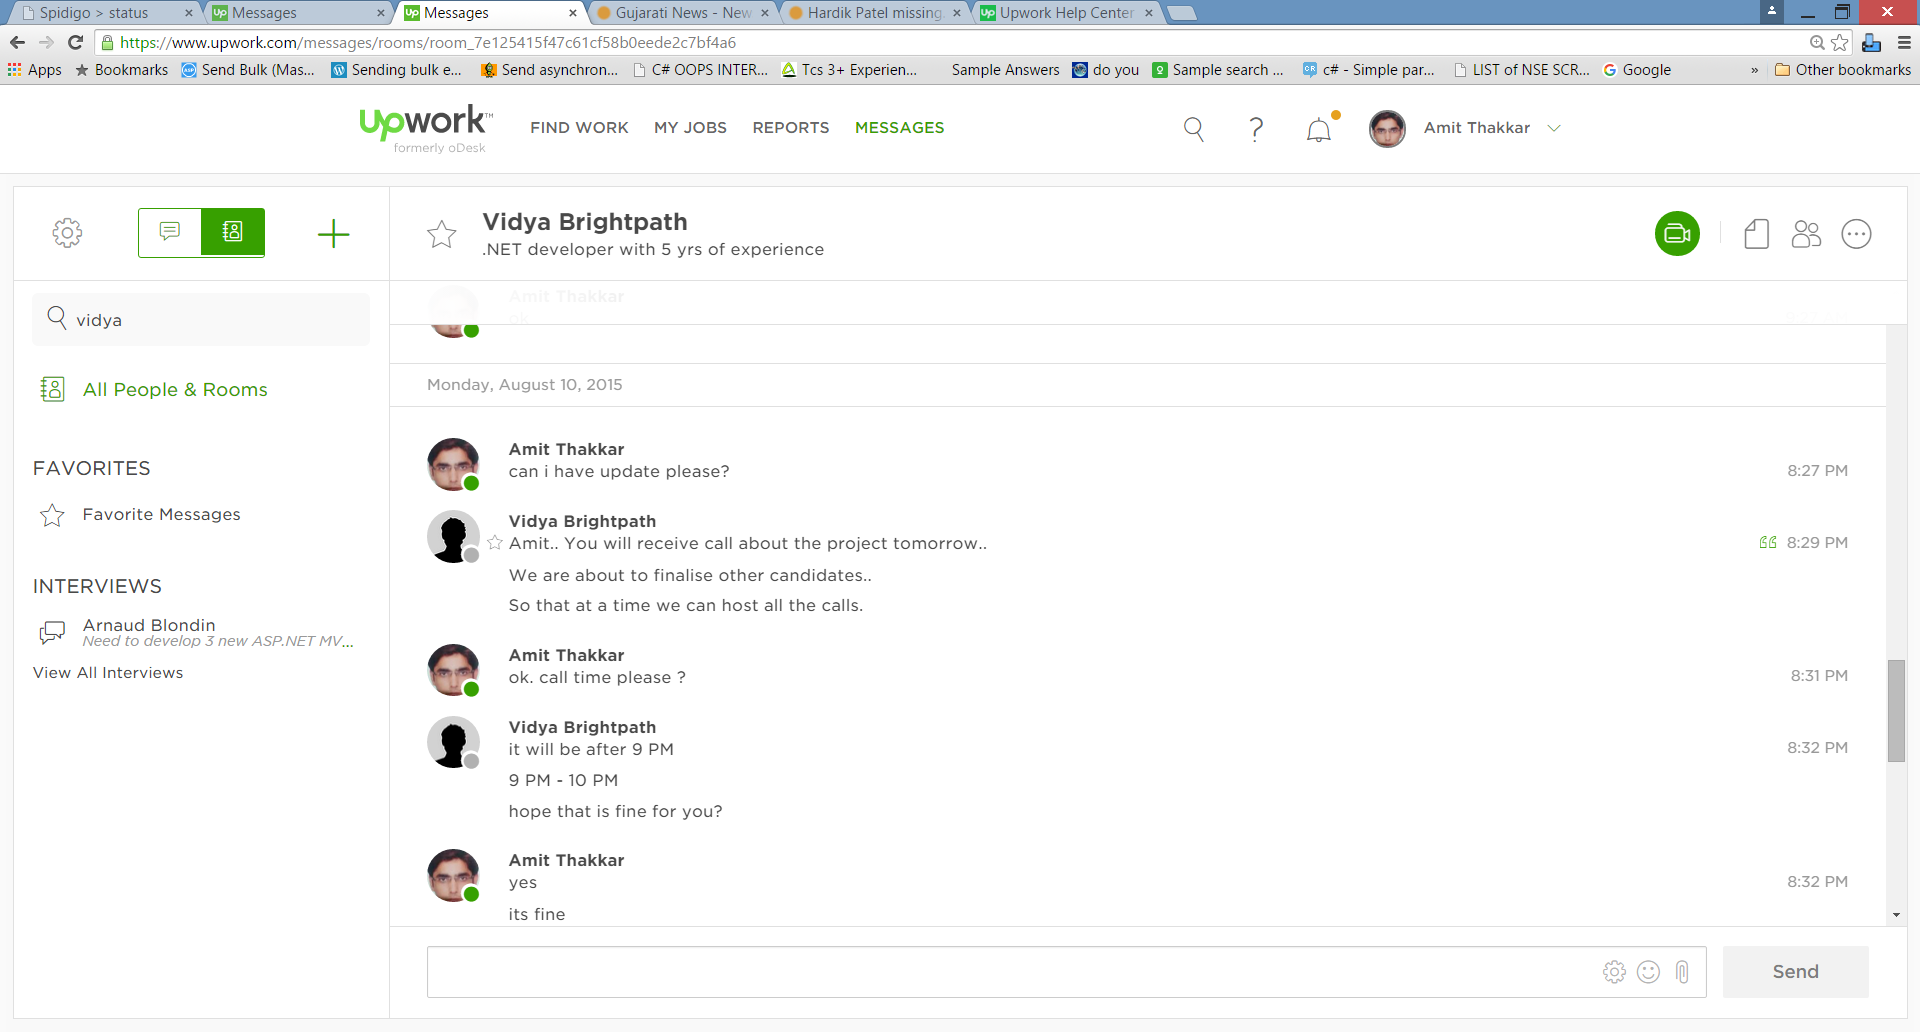 Spidigo > status
Messages
Messages
Gujarati News - New
Hardik Patel missing.
Upwork Help Center
https://www.upwork.com/messages/rooms/room_7e125415f47c61cf58b0eede2c7bf4a6
Apps
Bookmarks
Send Bulk (Mas...
Sending bulk e...
Send asynchron...
C# OOPS INTER...
Tcs 3+ Experien...
Sample Answers
do you
Sample search ...
c# - Simple par...
LIST of NSE SCR...
Google
»
Other bookmarks
upwork™
formerly oDesk
FIND WORK
MY JOBS
REPORTS
MESSAGES
Amit Thakkar
Vidya Brightpath
.NET developer with 5 yrs of experience
vidya
All People & Rooms
FAVORITES
Favorite Messages
INTERVIEWS
Arnaud Blondin
Need to develop 3 new ASP.NET MV...
View All Interviews
Amit Thakkar
ok
Monday, August 10, 2015
Amit Thakkar
can i have update please?
8:27 PM
Vidya Brightpath
Amit.. You will receive call about the project tomorrow..
8:29 PM
We are about to finalise other candidates..
So that at a time we can host all the calls.
Amit Thakkar
ok. call time please ?
8:31 PM
Vidya Brightpath
it will be after 9 PM
8:32 PM
9 PM - 10 PM
hope that is fine for you?
Amit Thakkar
yes
8:32 PM
its fine
Send